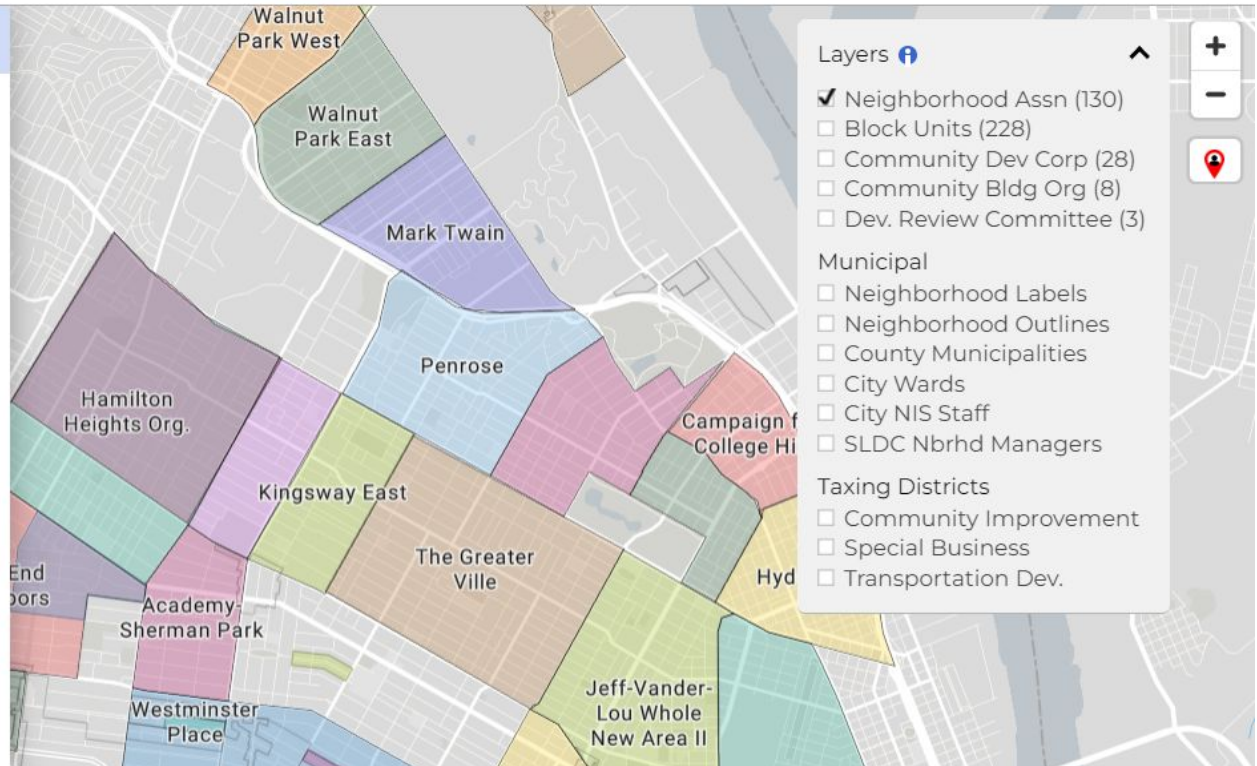 Walnut
Park West
Walnut
Park East
Mark Twain
Penrose
Hamilton
Heights Org.
Campaign f
College Hi
Kingsway East
The Greater
Ville
Hyd
End
oors
Academy-
Sherman Park
Jeff-Vander-
Lou Whole
New Area II
Westminster
Place
Layers
Neighborhood Assn (130)
Block Units (228)
Community Dev Corp (28)
Community Bldg Org (8)
Dev. Review Committee (3)
Municipal
Neighborhood Labels
Neighborhood Outlines
County Municipalities
City Wards
City NIS Staff
SLDC Nbrhd Managers
Taxing Districts
Community Improvement
Special Business
Transportation Dev.
+
−